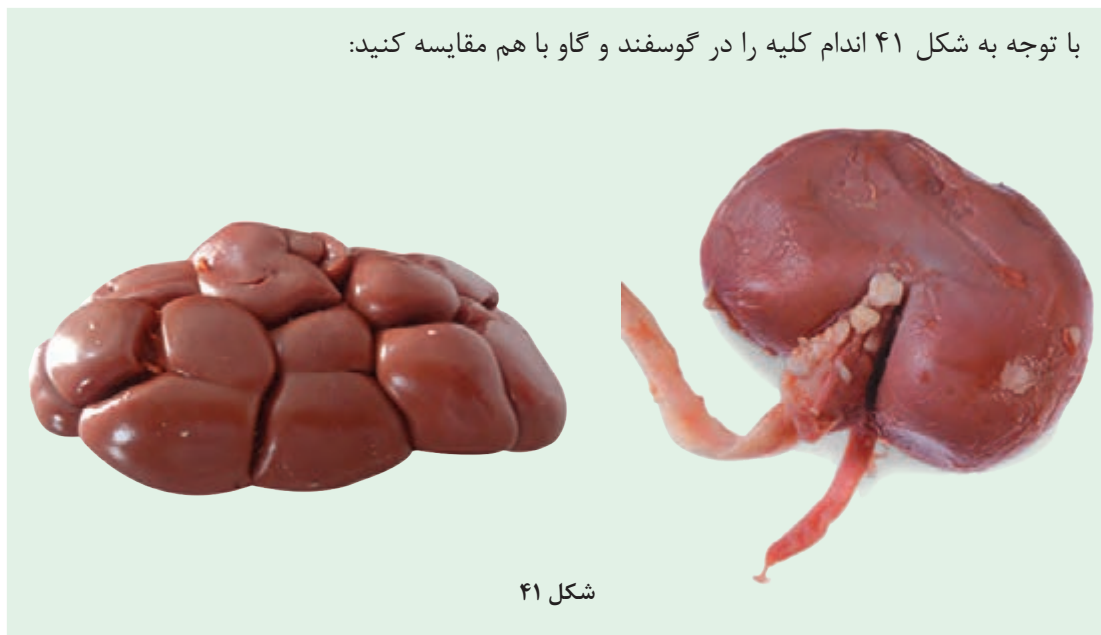 با توجه به شکل ۴۱ اندام کلیه را در گوسفند و گاو با هم مقایسه کنید:
شکل ۴۱